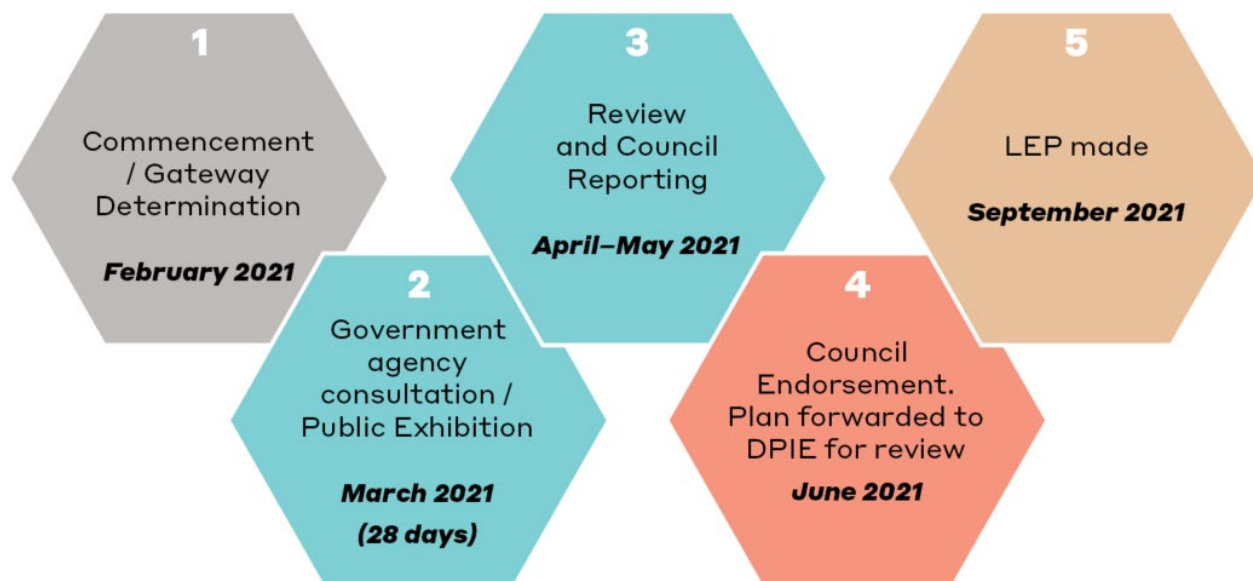 1
Commencement
/ Gateway
Determination
February 2021
2
Government
agency
consultation /
Public Exhibition
March 2021
(28 days)
3
Review
and Council
Reporting
April–May 2021
4
Council
Endorsement.
Plan forwarded to
DPIE for review
June 2021
5
LEP made
September 2021